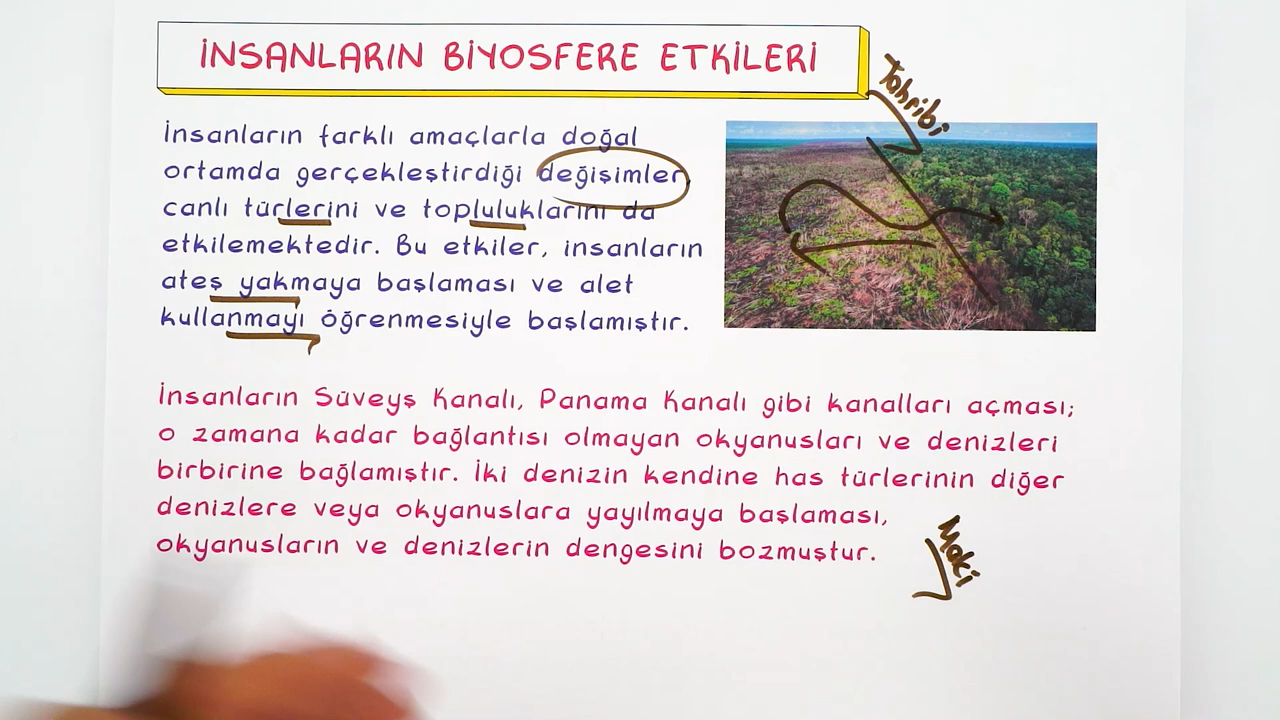 İNSANLARIN BİYOSFERE ETKİLERİ
Tahribi
İnsanların farklı amaçlarla doğal
ortamda gerçekleştirdiği değişimler,
canlı türlerini ve topluluklarını da
etkilemektedir. Bu etkiler, insanların
ateş yakmaya başlaması ve alet
kullanmayı öğrenmesiyle başlamıştır.
İnsanların Süveyş Kanalı, Panama Kanalı gibi kanalları açması;
o zamana kadar bağlantısı olmayan okyanusları ve denizleri
birbirine bağlamıştır. İki denizin kendine has türlerinin diğer
denizlere veya okyanuslara yayılmaya başlaması,
okyanusların ve denizlerin dengesini bozmuştur.
Maki